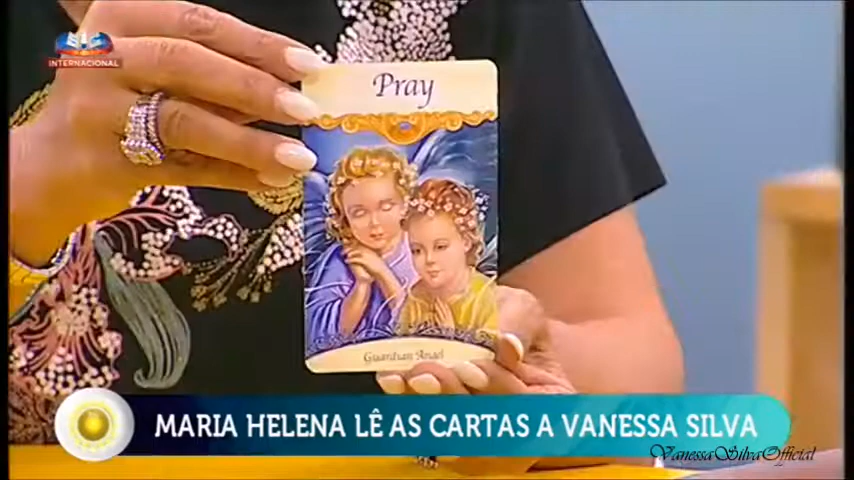 SIC
INTERNACIONAL
Pray
Guardian Angel
MARIA HELENA LÊ AS CARTAS A VANESSA SILVA
VanessaSilvaOfficial